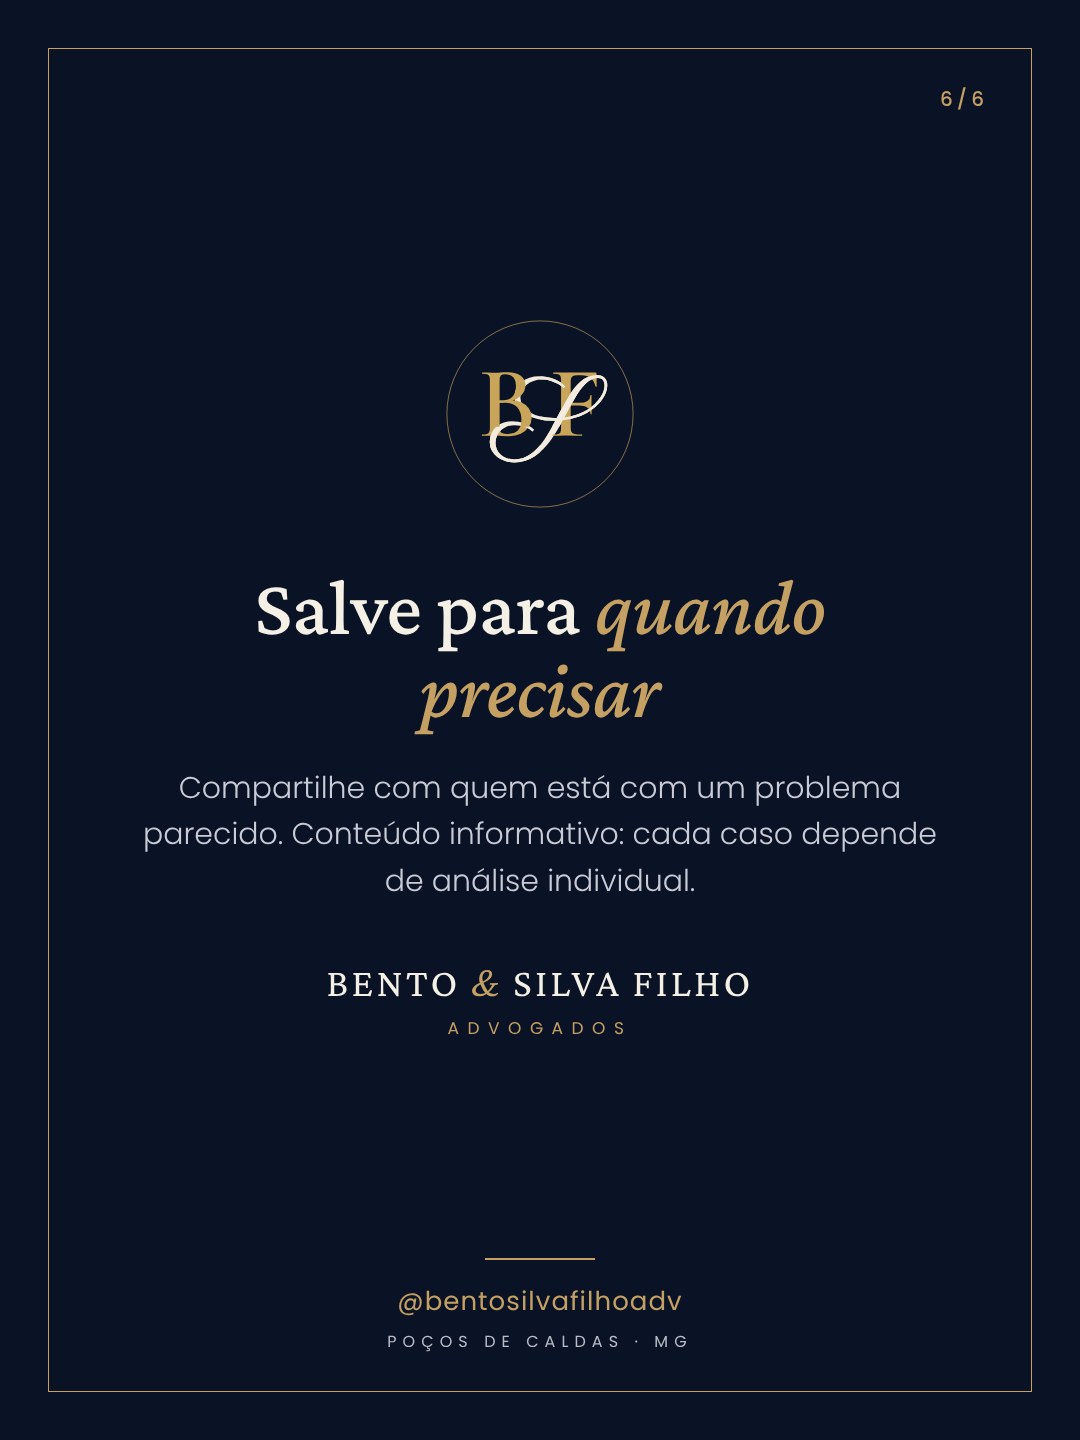 6 / 6
BSF
Salve para quando
precisar
Compartilhe com quem está com um problema
parecido. Conteúdo informativo: cada caso depende
de análise individual.
BENTO & SILVA FILHO
ADVOGADOS
@bentosilvafilhoadv
POÇOS DE CALDAS · MG